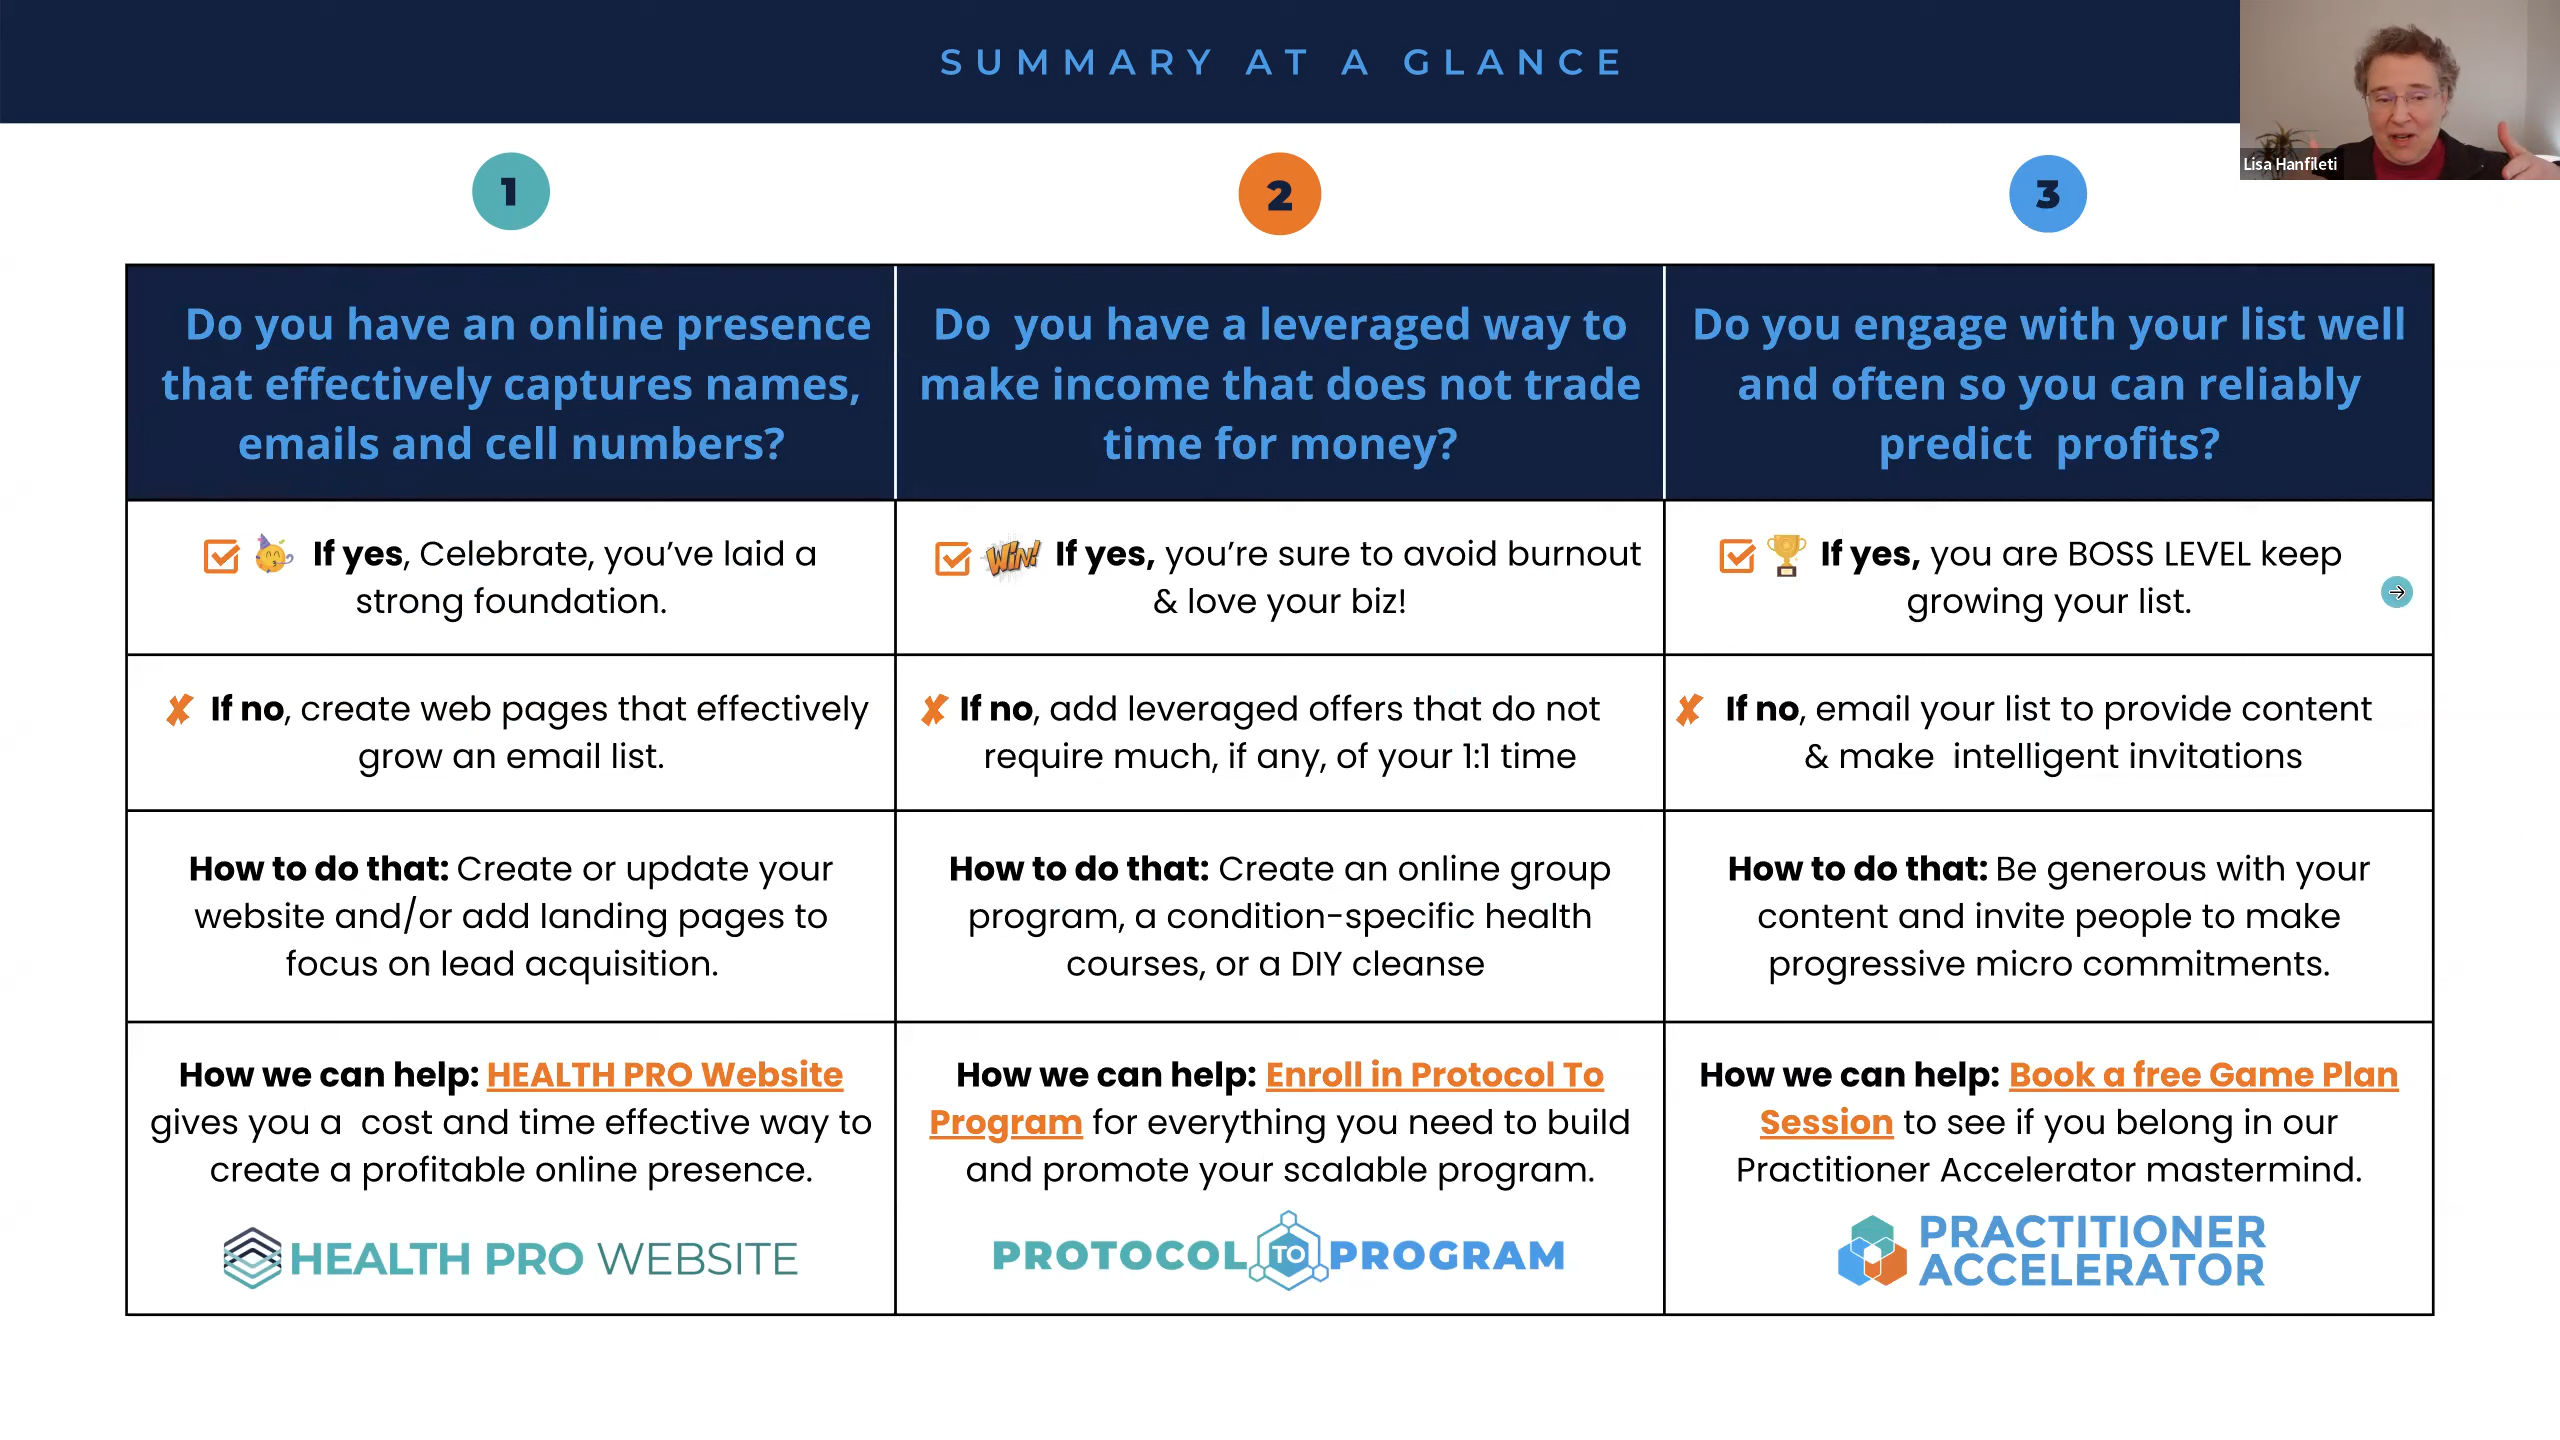 SUMMARY AT A GLANCE
Lisa Hanfileti
1
2
3
Do you have an online presence
that effectively captures names,
emails and cell numbers?
Do you have a leveraged way to
make income that does not trade
time for money?
Do you engage with your list well
and often so you can reliably
predict profits?
If yes, Celebrate, you've laid a
strong foundation.
WIN! If yes, you're sure to avoid burnout
& love your biz!
If yes, you are BOSS LEVEL keep
growing your list.
If no, create web pages that effectively
grow an email list.
If no, add leveraged offers that do not
require much, if any, of your 1:1 time
If no, email your list to provide content
& make intelligent invitations
How to do that: Create or update your
website and/or add landing pages to
focus on lead acquisition.
How to do that: Create an online group
program, a condition-specific health
courses, or a DIY cleanse
How to do that: Be generous with your
content and invite people to make
progressive micro commitments.
How we can help: HEALTH PRO Website
gives you a cost and time effective way to
create a profitable online presence.
HEALTH PRO WEBSITE
How we can help: Enroll in Protocol To
Program for everything you need to build
and promote your scalable program.
PROTOCOL TO PROGRAM
How we can help: Book a free Game Plan
Session to see if you belong in our
Practitioner Accelerator mastermind.
PRACTITIONER
ACCELERATOR